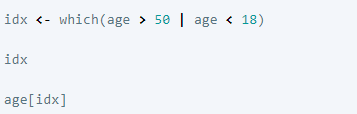 idx <- which(age > 50 | age < 18)
idx
age[idx]